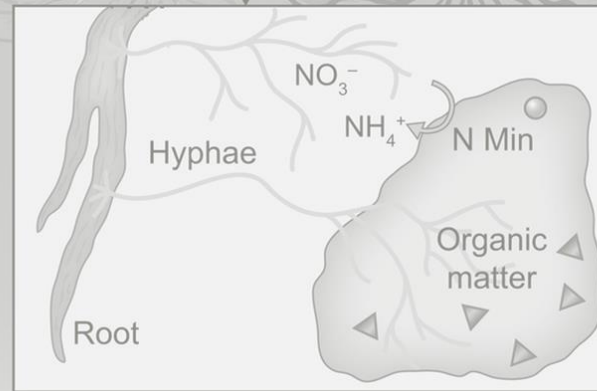 NO₃⁻
NH₄⁺
N Min
Hyphae
Organic
matter
Root